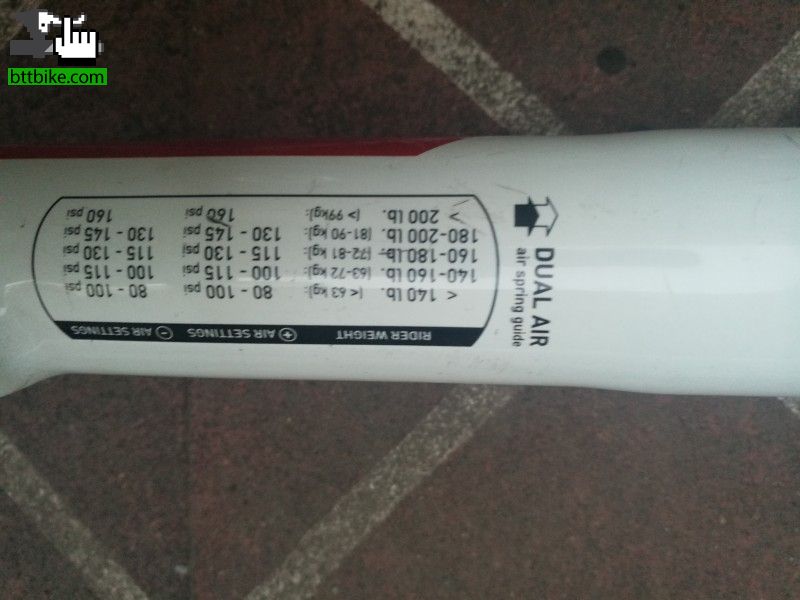 bttbike.com
DUAL AIR
air spring guide
RIDER WEIGHT (+) AIR SETTINGS (-) AIR SETTINGS
< 140 lb. (< 63 kg): 80 - 100 psi 80 - 100 psi
140-160 lb. (63-72 kg): 100 - 115 psi 100 - 115 psi
160-180 lb. (72-81 kg): 115 - 130 psi 115 - 130 psi
180-200 lb. (81-90 kg): 130 - 145 psi 130 - 145 psi
> 200 lb. (> 99kg): 160 psi 160 psi